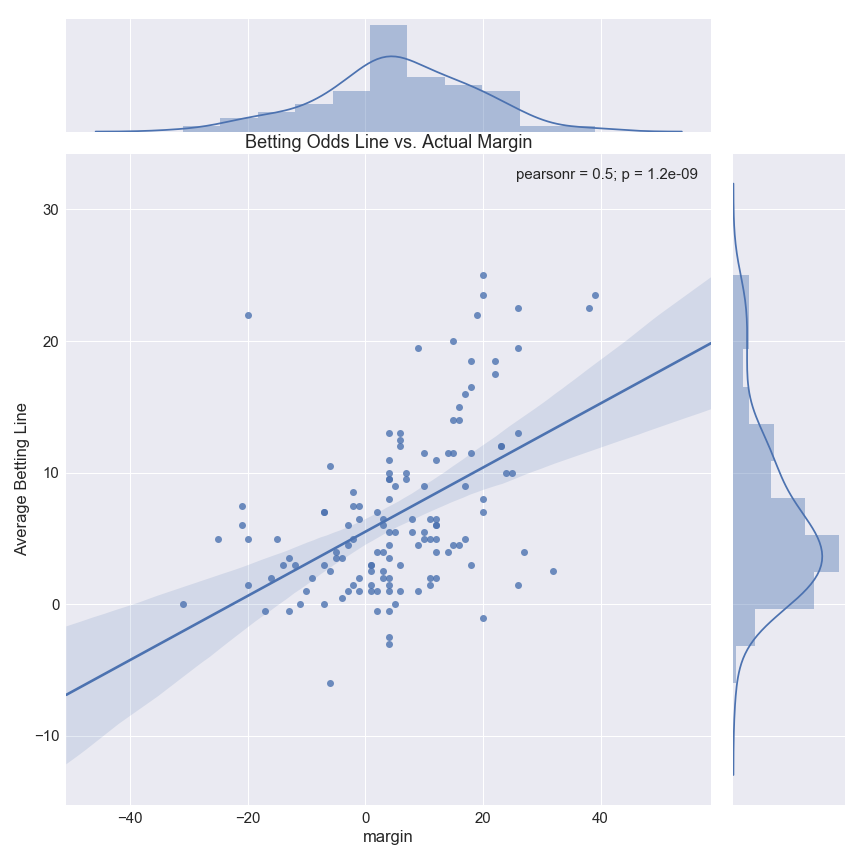 Betting Odds Line vs. Actual Margin
pearsonr = 0.5; p = 1.2e-09
30
20
10
0
−10
Average Betting Line
−40
−20
0
20
40
margin